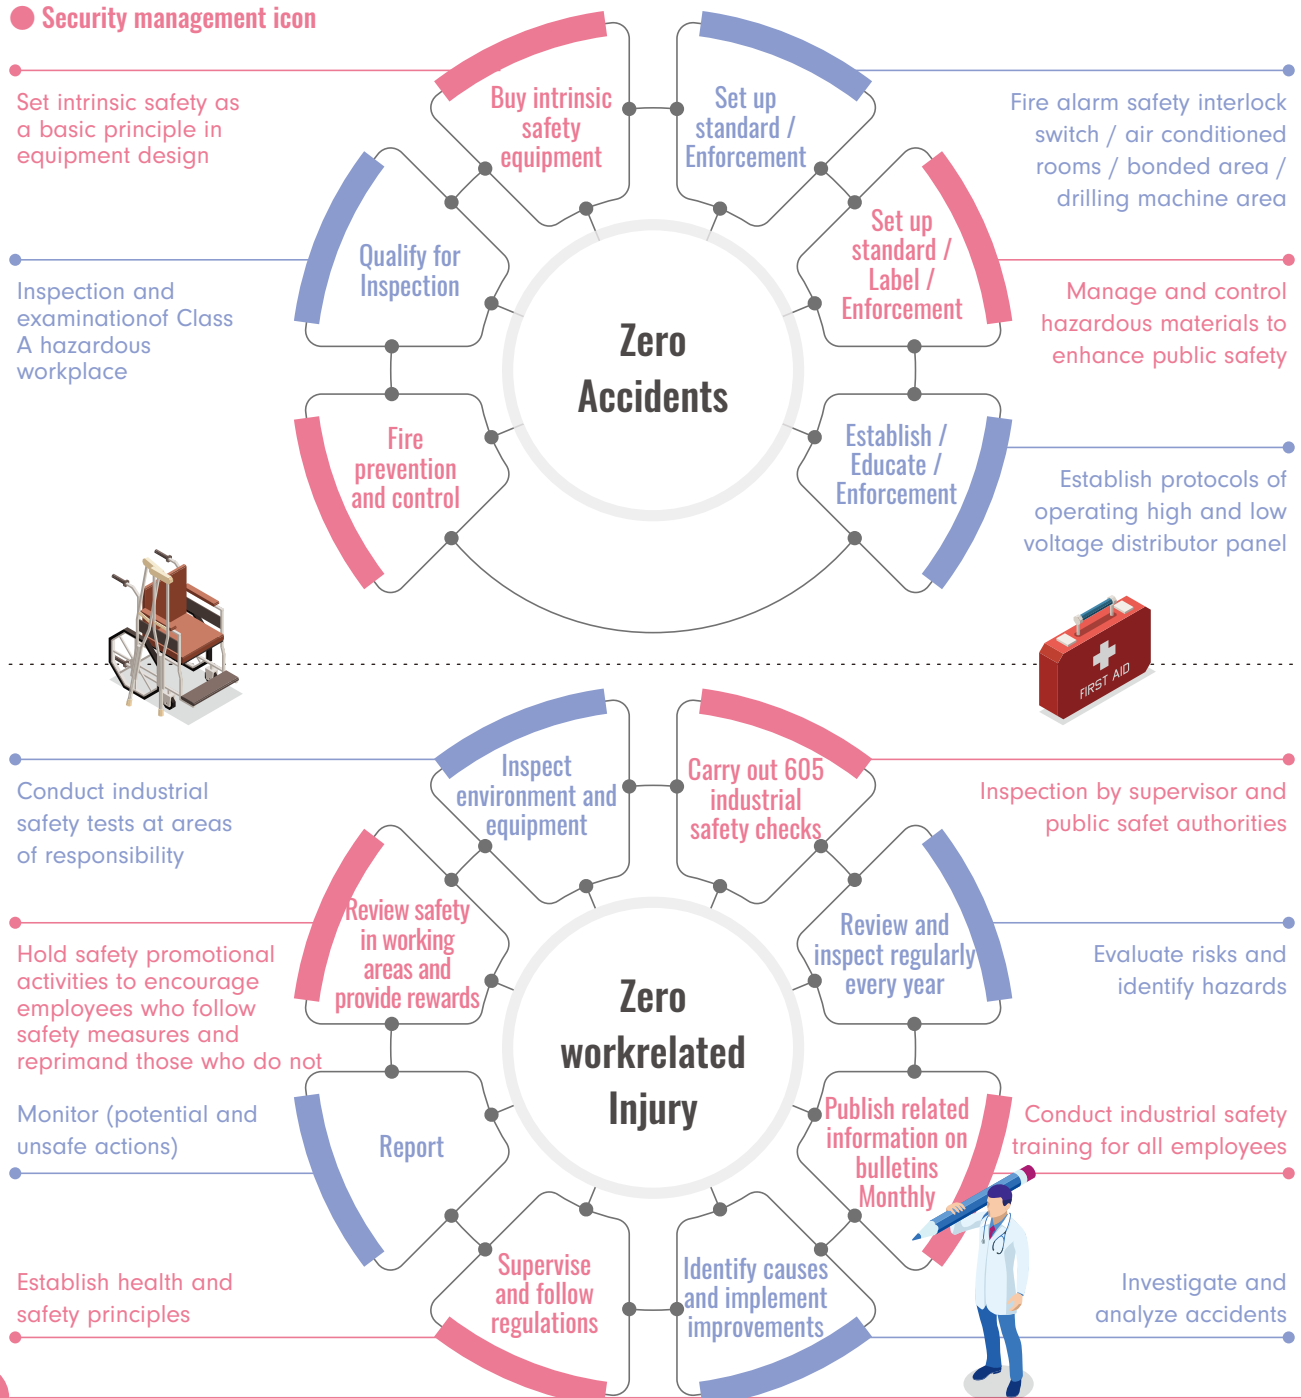 Security management icon
Set intrinsic safety as
a basic principle in
equipment design
Buy intrinsic
safety
equipment
Set up
standard /
Enforcement
Fire alarm safety interlock
switch / air conditioned
rooms / bonded area /
drilling machine area
Inspection and
examinationof Class
A hazardous
workplace
Qualify for
Inspection
Set up
standard /
Label /
Enforcement
Manage and control
hazardous materials to
enhance public safety
Zero
Accidents
Fire
prevention
and control
Establish /
Educate /
Enforcement
Establish protocols of
operating high and low
voltage distributor panel
FIRST AID
Conduct industrial
safety tests at areas
of responsibility
Inspect
environment and
equipment
Carry out 605
industrial
safety checks
Inspection by supervisor and
public safet authorities
Hold safety promotional
activities to encourage
employees who follow
safety measures and
reprimand those who do not
Review safety
in working
areas and
provide rewards
Review and
inspect regularly
every year
Evaluate risks and
identify hazards
Zero
workrelated
Injury
Monitor (potential and
unsafe actions)
Report
Publish related
information on
bulletins
Monthly
Conduct industrial safety
training for all employees
Establish health and
safety principles
Supervise
and follow
regulations
Identify causes
and implement
improvements
Investigate and
analyze accidents